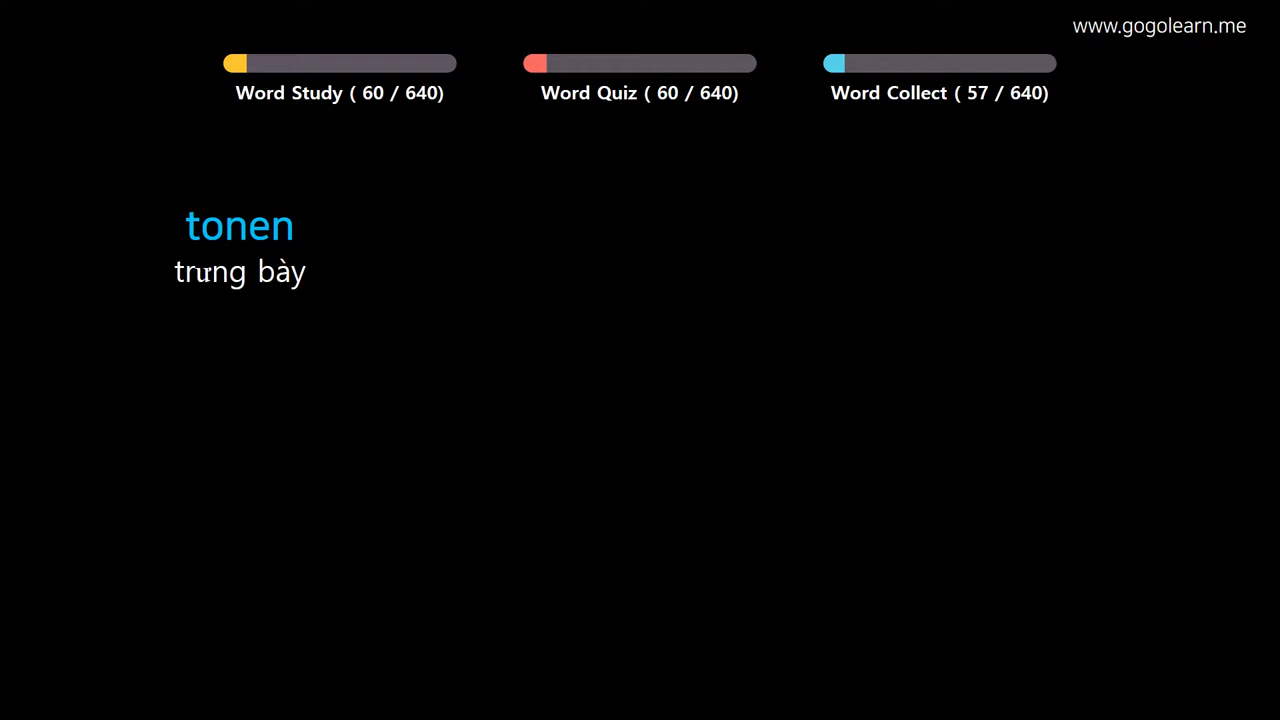 www.gogolearn.me
Word Study ( 60 / 640)
Word Quiz ( 60 / 640)
Word Collect ( 57 / 640)
tonen
trưng bày